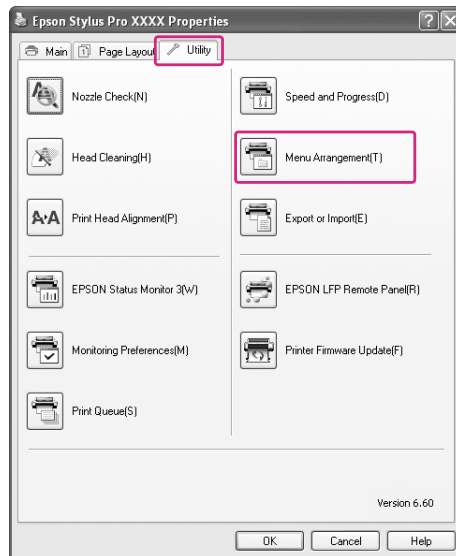 Epson Stylus Pro XXXX Properties
Main
Page Layout
Utility
Nozzle Check(N)
Speed and Progress(D)
Head Cleaning(H)
Menu Arrangement(T)
Print Head Alignment(P)
Export or Import(E)
EPSON Status Monitor 3(W)
EPSON LFP Remote Panel(R)
Monitoring Preferences(M)
Printer Firmware Update(F)
Print Queue(S)
Version 6.60
OK
Cancel
Help